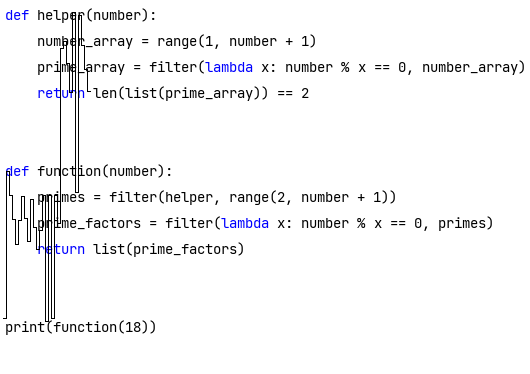 def helper(number):
    number_array = range(1, number + 1)
    prime_array = filter(lambda x: number % x == 0, number_array)
    return len(list(prime_array)) == 2
def function(number):
    primes = filter(helper, range(2, number + 1))
    prime_factors = filter(lambda x: number % x == 0, primes)
    return list(prime_factors)
print(function(18))